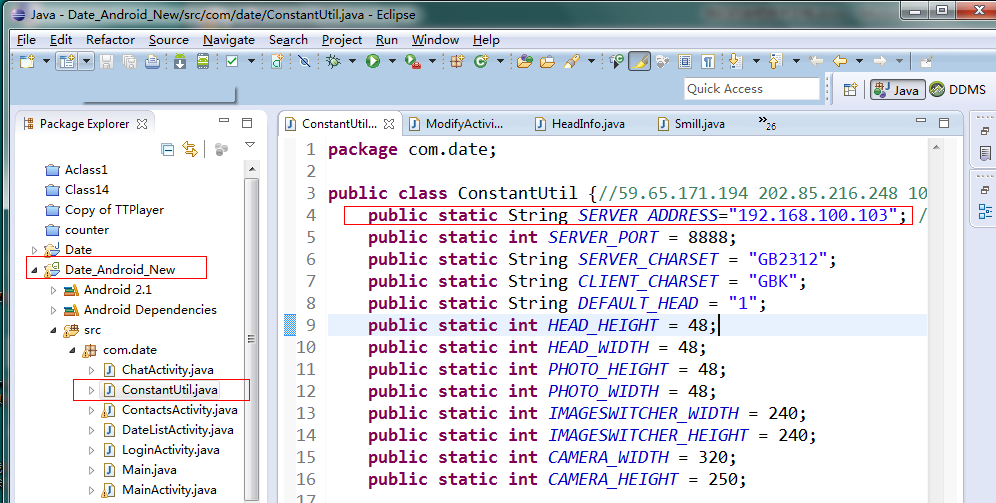 Java - Date_Android_New/src/com/date/ConstantUtil.java - Eclipse
File Edit Refactor Source Navigate Search Project Run Window Help
Quick Access
Java
DDMS
Package Explorer
ConstantUtil...
ModifyActivi...
HeadInfo.java
Smill.java
»26
Aclass1
Class14
Copy of TTPlayer
counter
Date
Date_Android_New
Android 2.1
Android Dependencies
src
com.date
ChatActivity.java
ConstantUtil.java
ContactsActivity.java
DateListActivity.java
LoginActivity.java
Main.java
MainActivity.java
1 package com.date;
2
3 public class ConstantUtil {//59.65.171.194 202.85.216.248 10
4 public static String SERVER_ADDRESS="192.168.100.103"; /
5 public static int SERVER_PORT = 8888;
6 public static String SERVER_CHARSET = "GB2312";
7 public static String CLIENT_CHARSET = "GBK";
8 public static String DEFAULT_HEAD = "1";
9 public static int HEAD_HEIGHT = 48;
10 public static int HEAD_WIDTH = 48;
11 public static int PHOTO_HEIGHT = 48;
12 public static int PHOTO_WIDTH = 48;
13 public static int IMAGESWITCHER_WIDTH = 240;
14 public static int IMAGESWITCHER_HEIGHT = 240;
15 public static int CAMERA_WIDTH = 320;
16 public static int CAMERA_HEIGHT = 250;
17